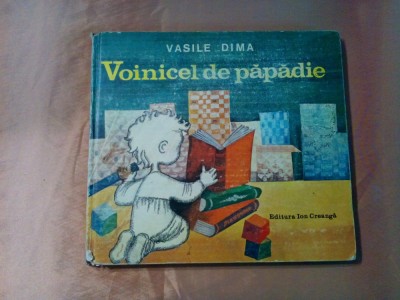 VASILE DIMA
Voinicel de păpădie
Editura Ion Creangă